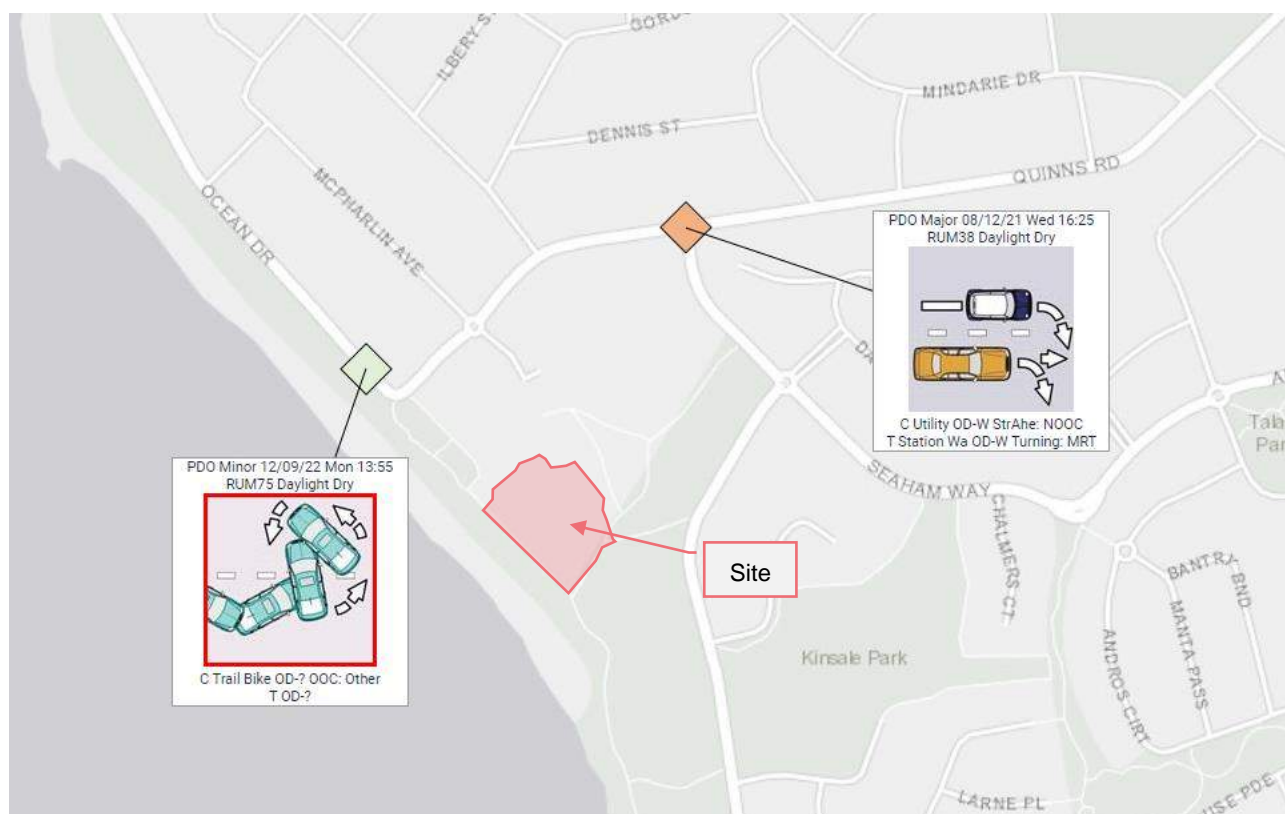 ILBERY ST
MINDARIE DR
DENNIS ST
QUINNS RD
OCEAN DR
MCPHARLIN AVE
PDO Major 08/12/21 Wed 16:25
RUM38 Daylight Dry
C Utility OD-W StrAhe: NOOC
T Station Wa OD-W Turning: MRT
PDO Minor 12/09/22 Mon 13:55
RUM75 Daylight Dry
C Trail Bike OD-? OOC: Other
T OD-?
SEAHAM WAY
CHALMERS CT
Site
BANTRY BND
MANTA PASS
ANDROS CIRT
Kinsale Park
LARNE PL